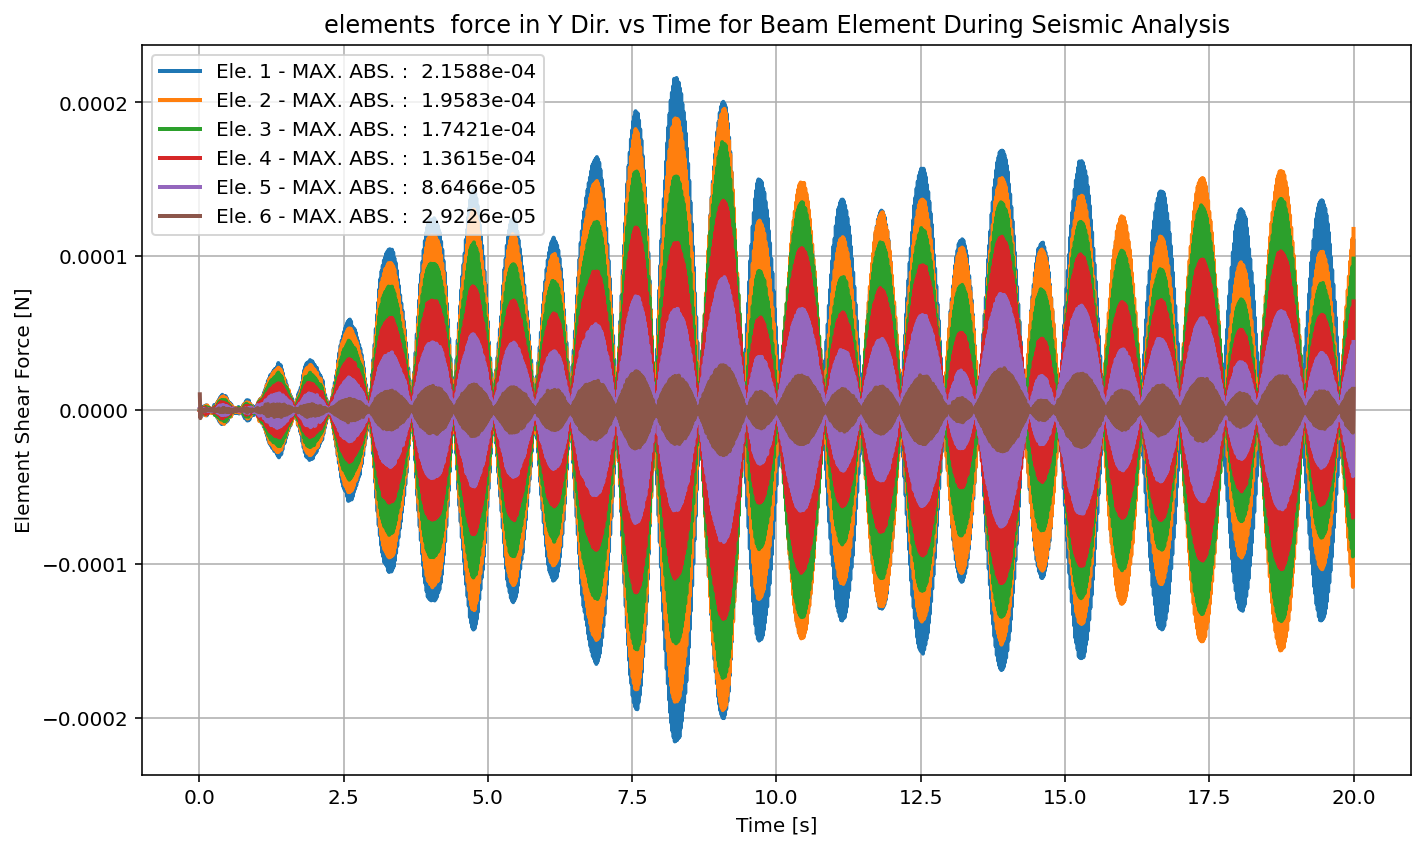 elements  force in Y Dir. vs Time for Beam Element During Seismic Analysis
Ele. 1 - MAX. ABS. :  2.1588e-04
Ele. 2 - MAX. ABS. :  1.9583e-04
Ele. 3 - MAX. ABS. :  1.7421e-04
Ele. 4 - MAX. ABS. :  1.3615e-04
Ele. 5 - MAX. ABS. :  8.6466e-05
Ele. 6 - MAX. ABS. :  2.9226e-05
Element Shear Force [N]
0.0002
0.0001
0.0000
−0.0001
−0.0002
0.0 2.5 5.0 7.5 10.0 12.5 15.0 17.5 20.0
Time [s]